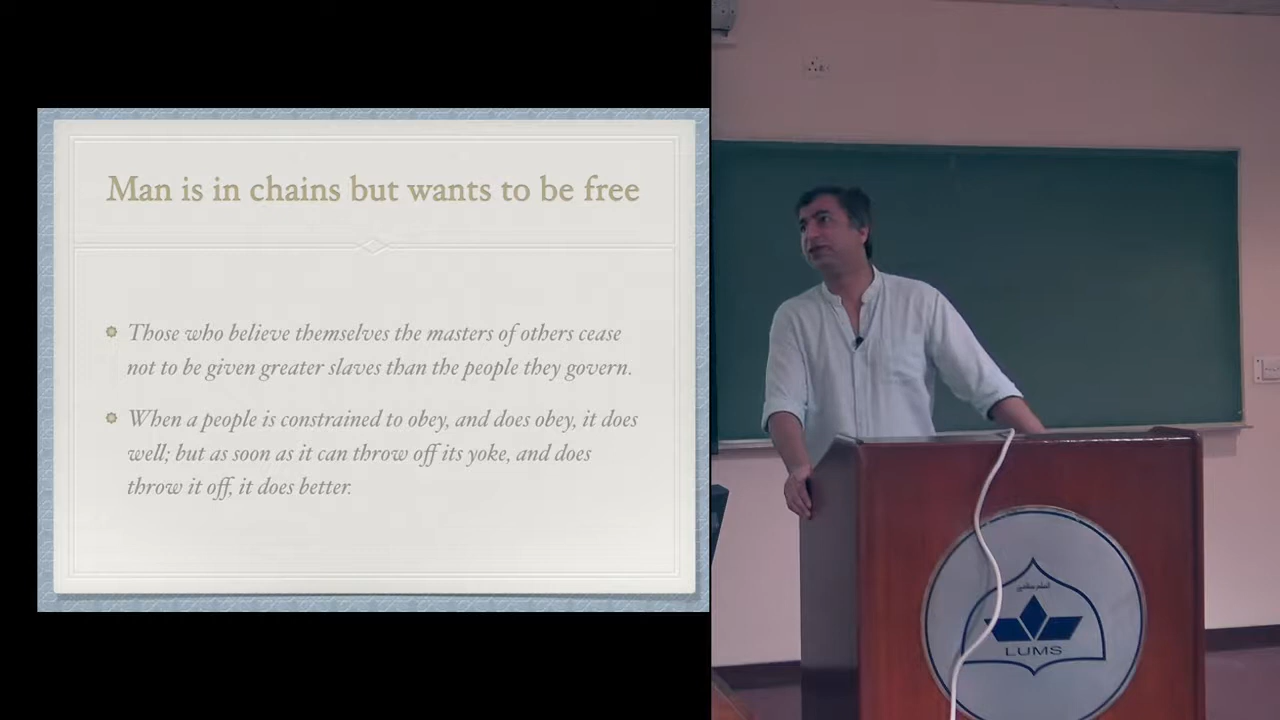 Man is in chains but wants to be free
Those who believe themselves the masters of others cease
not to be given greater slaves than the people they govern.
When a people is constrained to obey, and does obey, it does
well; but as soon as it can throw off its yoke, and does
throw it off, it does better.
LUMS